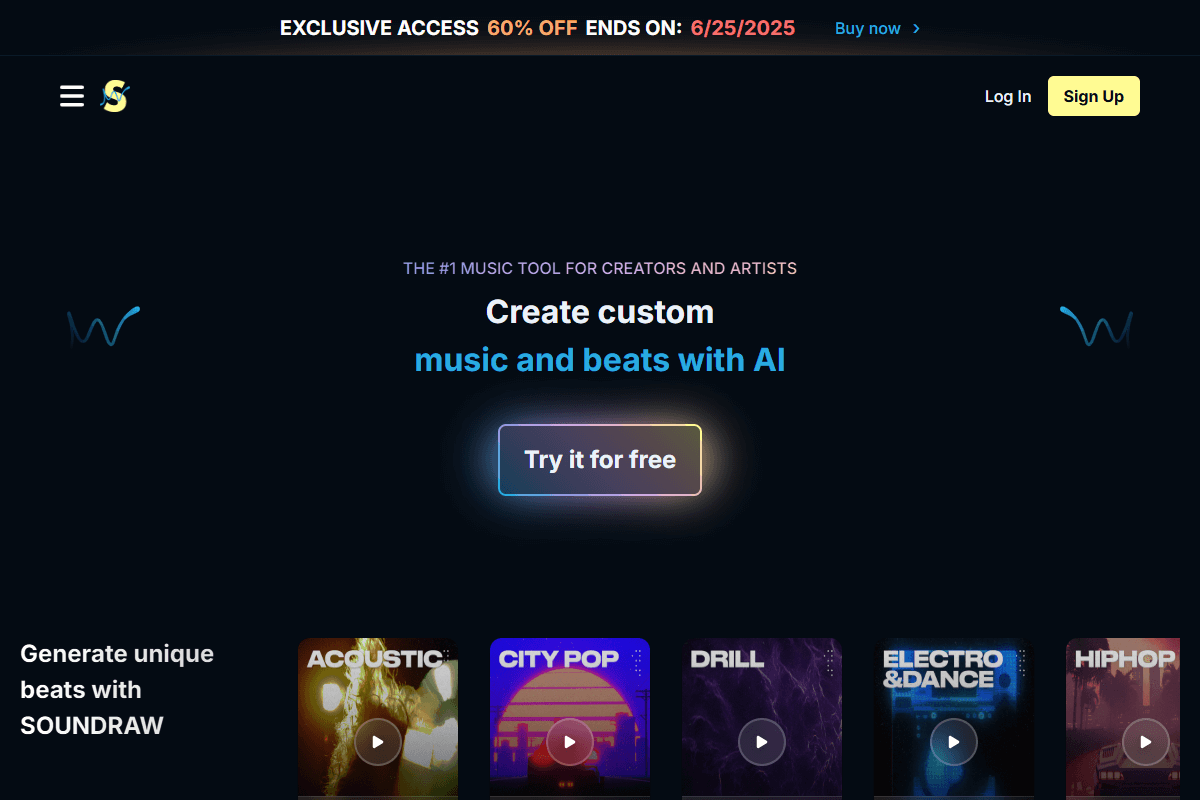 EXCLUSIVE ACCESS 60% OFF ENDS ON: 6/25/2025 Buy now
S
Log In
Sign Up
THE #1 MUSIC TOOL FOR CREATORS AND ARTISTS
Create custom
music and beats with AI
Try it for free
Generate unique
beats with
SOUNDRAW
ACOUSTIC
CITY POP
DRILL
ELECTRO
&DANCE
HIPHOP